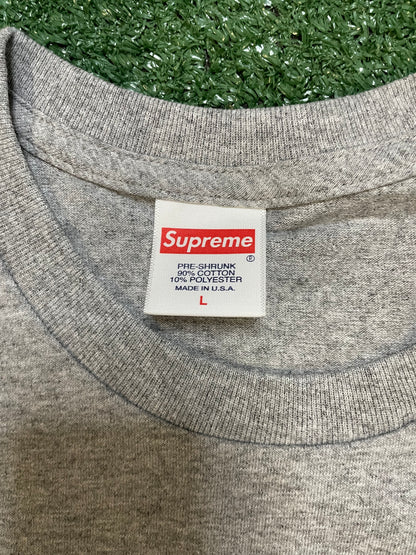 Supreme
®
PRE-SHRUNK
90% COTTON
10% POLYESTER
MADE IN U.S.A.
L